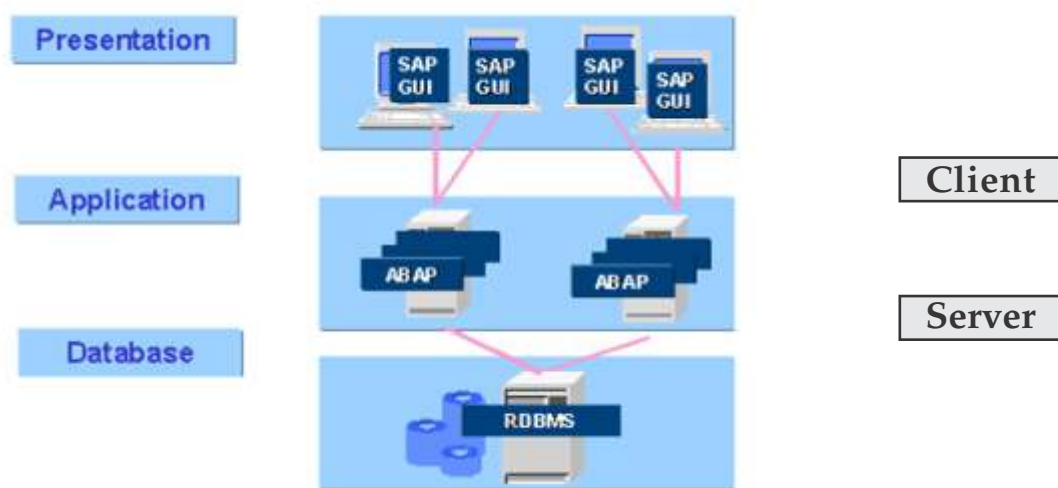 Presentation
SAP
GUI
SAP
GUI
SAP
GUI
SAP
GUI
Client
Application
ABAP
ABAP
Server
Database
RDBMS